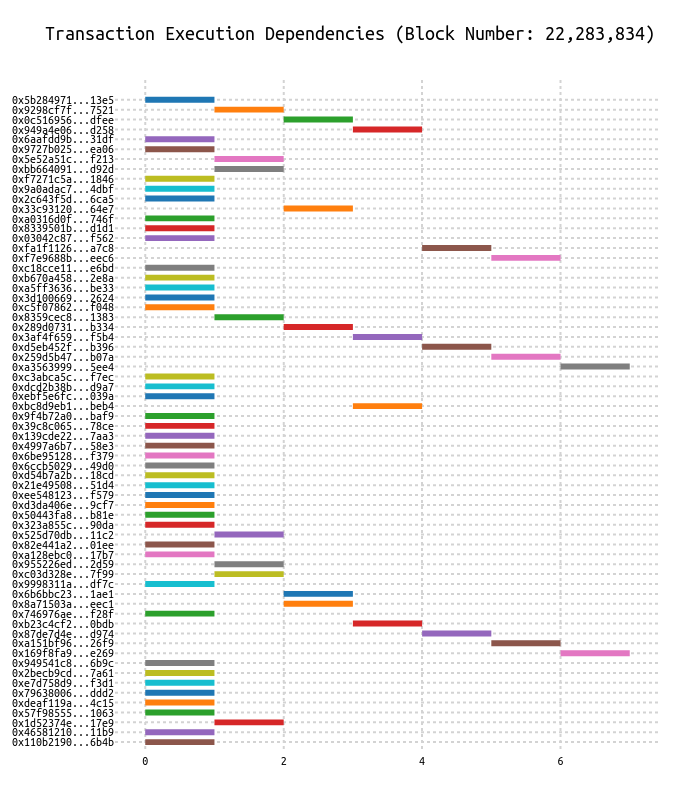 Transaction Execution Dependencies (Block Number: 22,283,834)
0x5b284971...13e5
0x9298cf7f...7521
0x0c516956...dfee
0x949a4e06...d258
0x6aafdd9b...31df
0x9727b025...ea06
0x5e52a51c...f213
0xbb664091...d92d
0xf7271c5a...1846
0x9a0adac7...4dbf
0x2c643f5d...6ca5
0x33c93120...64e7
0xa0316d0f...746f
0x8339501b...d1d1
0x03042c87...f562
0xfa1f1126...a7c8
0xf7e9688b...eec6
0xc18cce11...e6bd
0xb670a458...2e8a
0xa5ff3636...be33
0x3d100669...2624
0xc5f07862...f048
0x8359cec8...1383
0x289d0731...b334
0x3af4f659...f5b4
0xd5eb452f...b396
0x259d5b47...b07a
0xa3563999...5ee4
0xc3abca5c...f7ec
0xdcd2b38b...d9a7
0xebf5e6fc...039a
0xbc8d9eb1...beb4
0x9f4b72a0...baf9
0x39c8c065...78ce
0x139cde22...7aa3
0x4997a6b7...58e3
0x6be95128...f379
0x6ccb5029...49d0
0xd54b7a2b...18cd
0x21e49508...51d4
0xee548123...f579
0xd3da406e...9cf7
0x50443fa8...b81e
0x323a855c...90da
0x525d70db...11c2
0x82e441a2...01ee
0xa128ebc0...17b7
0x955226ed...2d59
0xc03d328e...7f99
0x9998311a...df7c
0x6b6bbc23...1ae1
0x8a71503a...eec1
0x746976ae...f28f
0xb23c4cf2...0bdb
0x87de7d4e...d974
0xa151bf96...26f9
0x169f8fa9...e269
0x949541c8...6b9c
0x2becb9cd...7a61
0xe7d758d9...f3d1
0x79638006...ddd2
0xdeaf119a...4c15
0x57f98555...1063
0x1d52374e...17e9
0x46581210...11b9
0x110b2190...6b4b
0 2 4 6